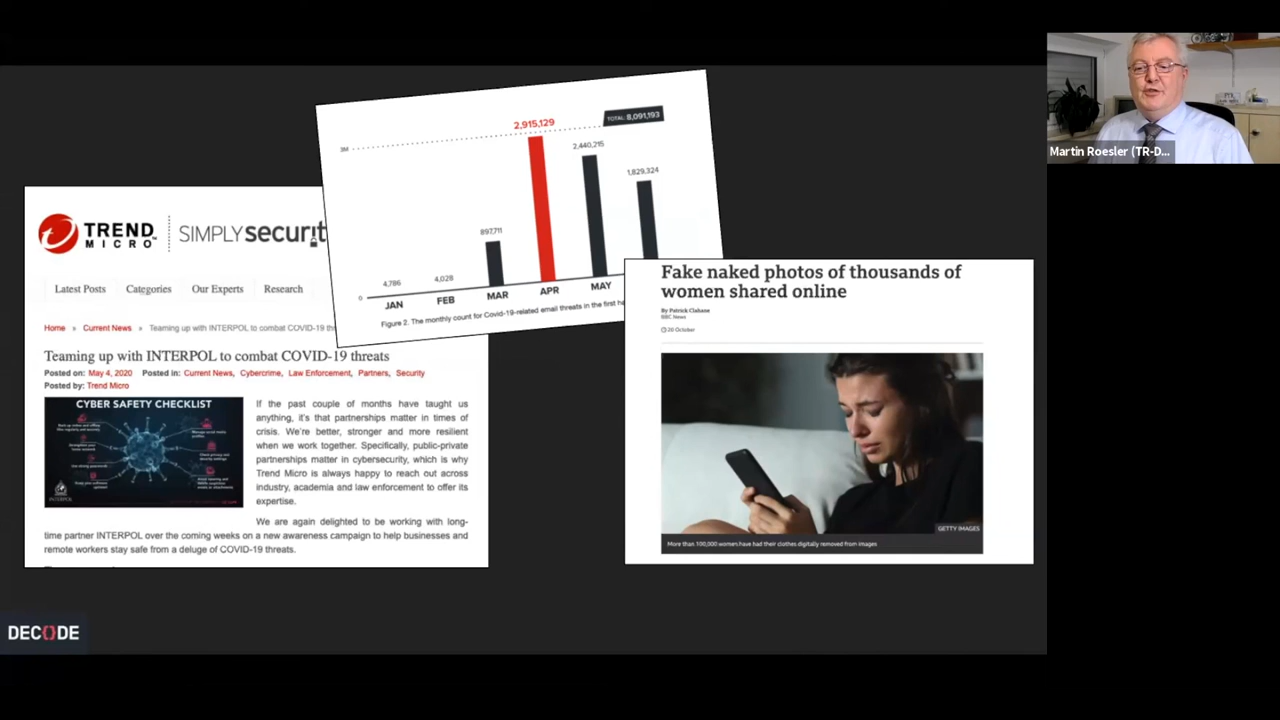 Martin Roesler (TR-D...
2,915,129
TOTAL: 8,091,193
3M
2,440,215
1,829,324
897,711
4,786
4,028
0
JAN
FEB
MAR
APR
MAY
Figure 2. The monthly count for Covid-19-related email threats in the first ha
TREND
MICRO
SIMPLY securit
Latest Posts
Categories
Our Experts
Research
Home » Current News » Teaming up with INTERPOL to combat COVID-19 thr
Teaming up with INTERPOL to combat COVID-19 threats
Posted on: May 4, 2020 Posted in: Current News, Cybercrime, Law Enforcement, Partners, Security
Posted by: Trend Micro
CYBER SAFETY CHECKLIST
INTERPOL
If the past couple of months have taught us
anything, it's that partnerships matter in times of
crisis. We're better, stronger and more resilient
when we work together. Specifically, public-private
partnerships matter in cybersecurity, which is why
Trend Micro is always happy to reach out across
industry, academia and law enforcement to offer its
expertise.
We are again delighted to be working with long-
time partner INTERPOL over the coming weeks on a new awareness campaign to help businesses and
remote workers stay safe from a deluge of COVID-19 threats.
Fake naked photos of thousands of
women shared online
By Patrick Clahane
BBC News
20 October
GETTY IMAGES
More than 100,000 women have had their clothes digitally removed from images
DEC{}DE